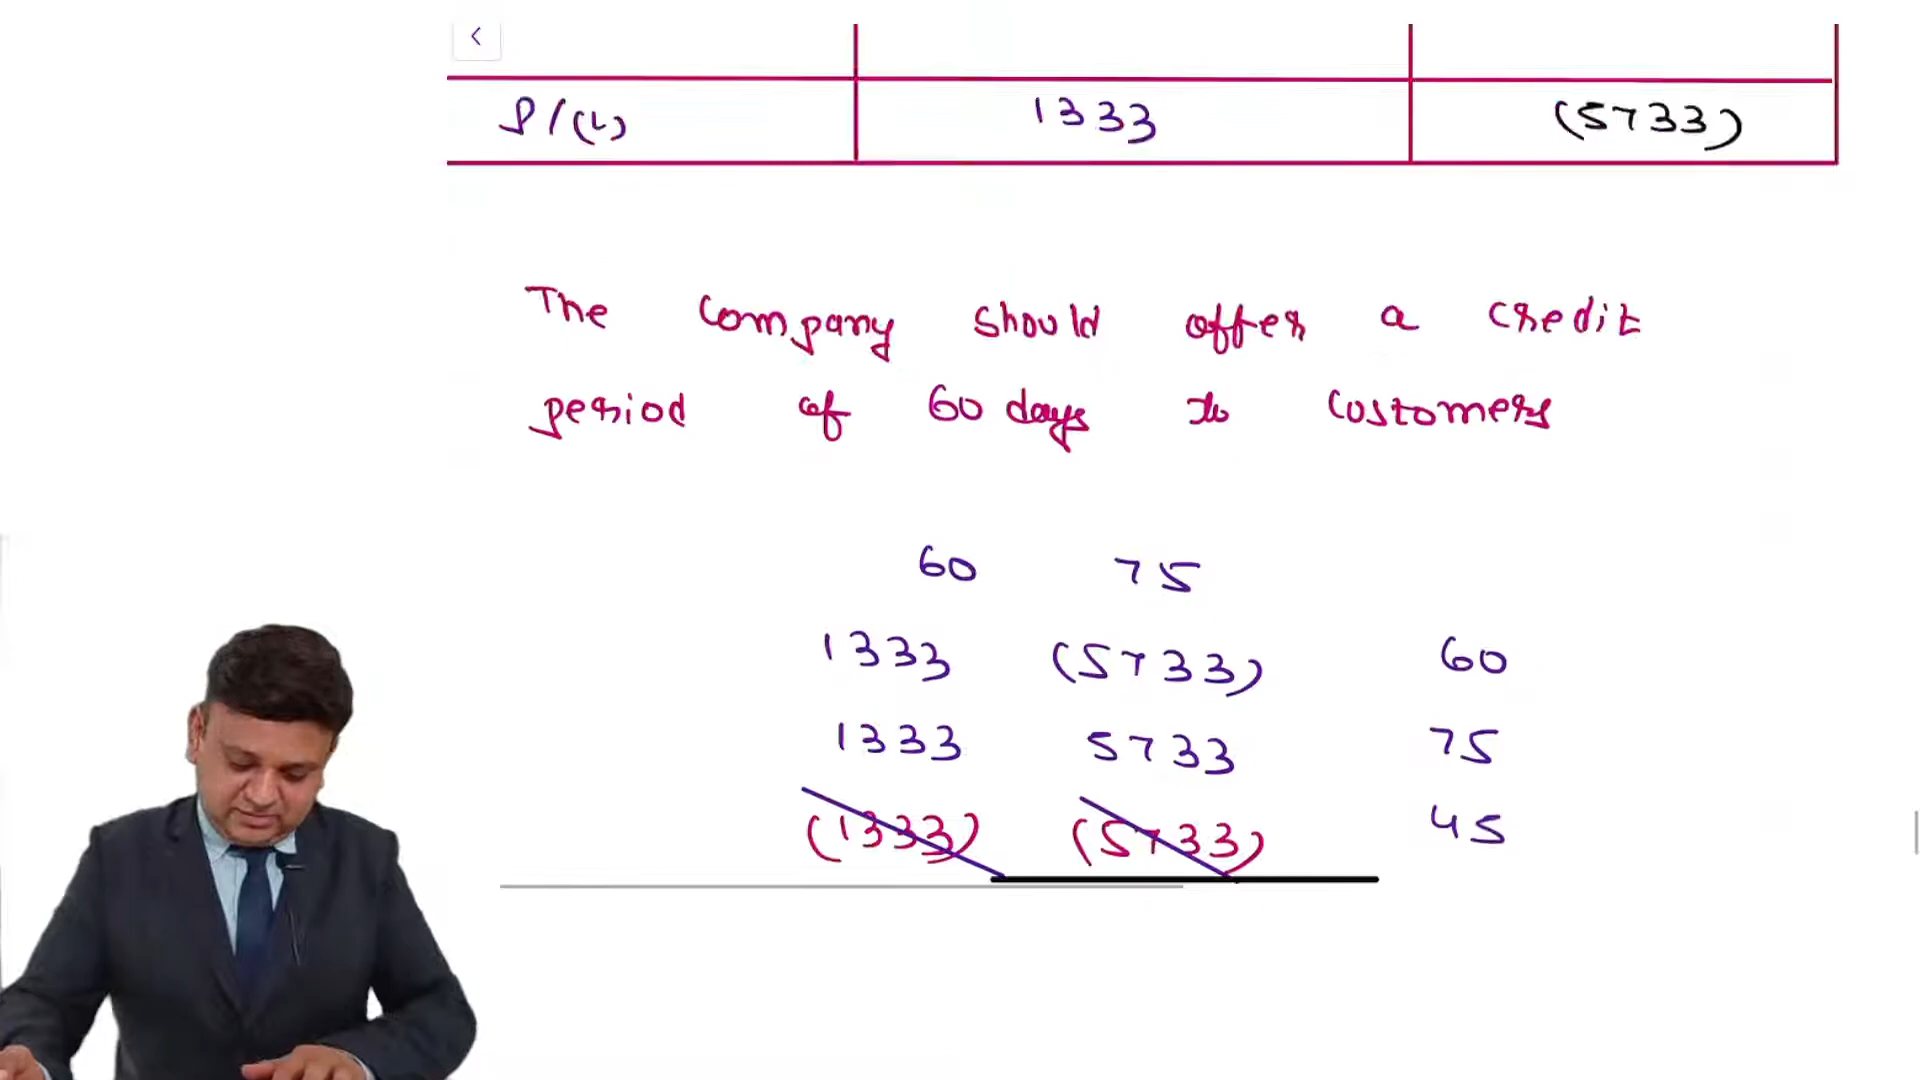 P/(L) 1333 (5733)
The company should offer a credit
period of 60 days to customers
60 75
1333 (5733) 60
1333 5733 75
(1333) (5733) 45